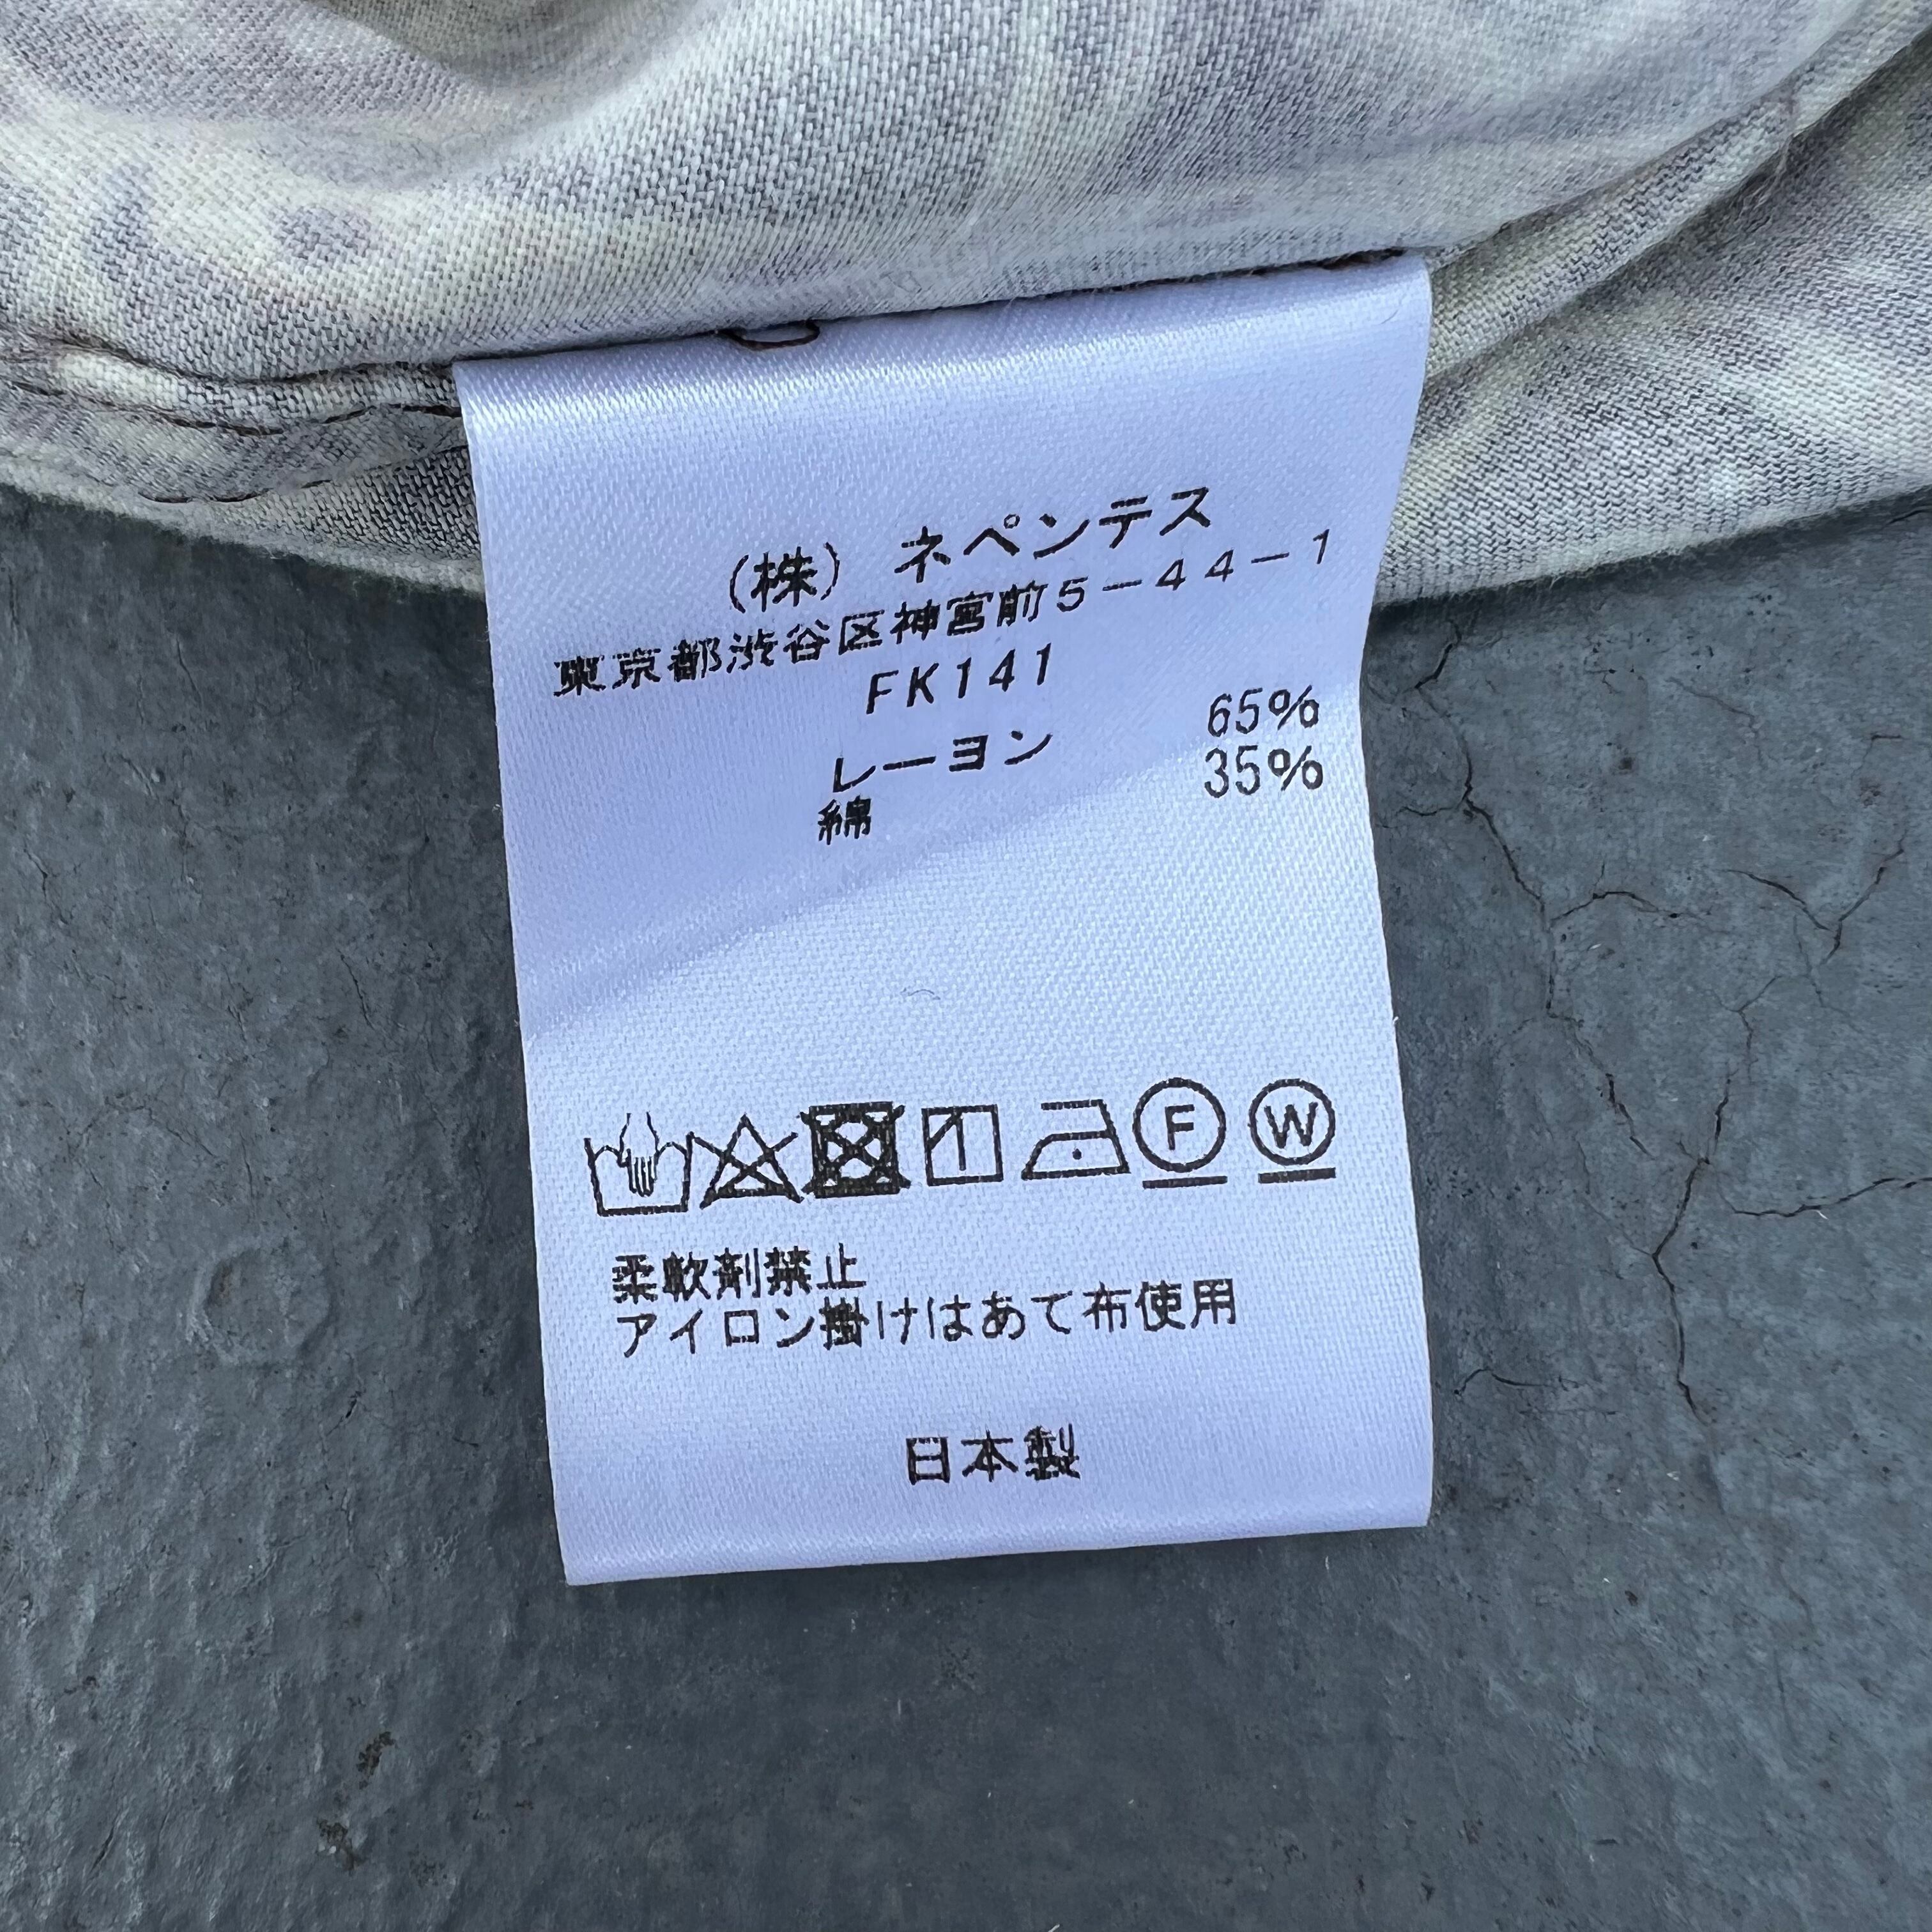 (株) ネペンテス
東京都渋谷区神宮前5-44-1
FK141
レーヨン 65%
綿 35%
F W
柔軟剤禁止
アイロン掛けはあて布使用
日本製